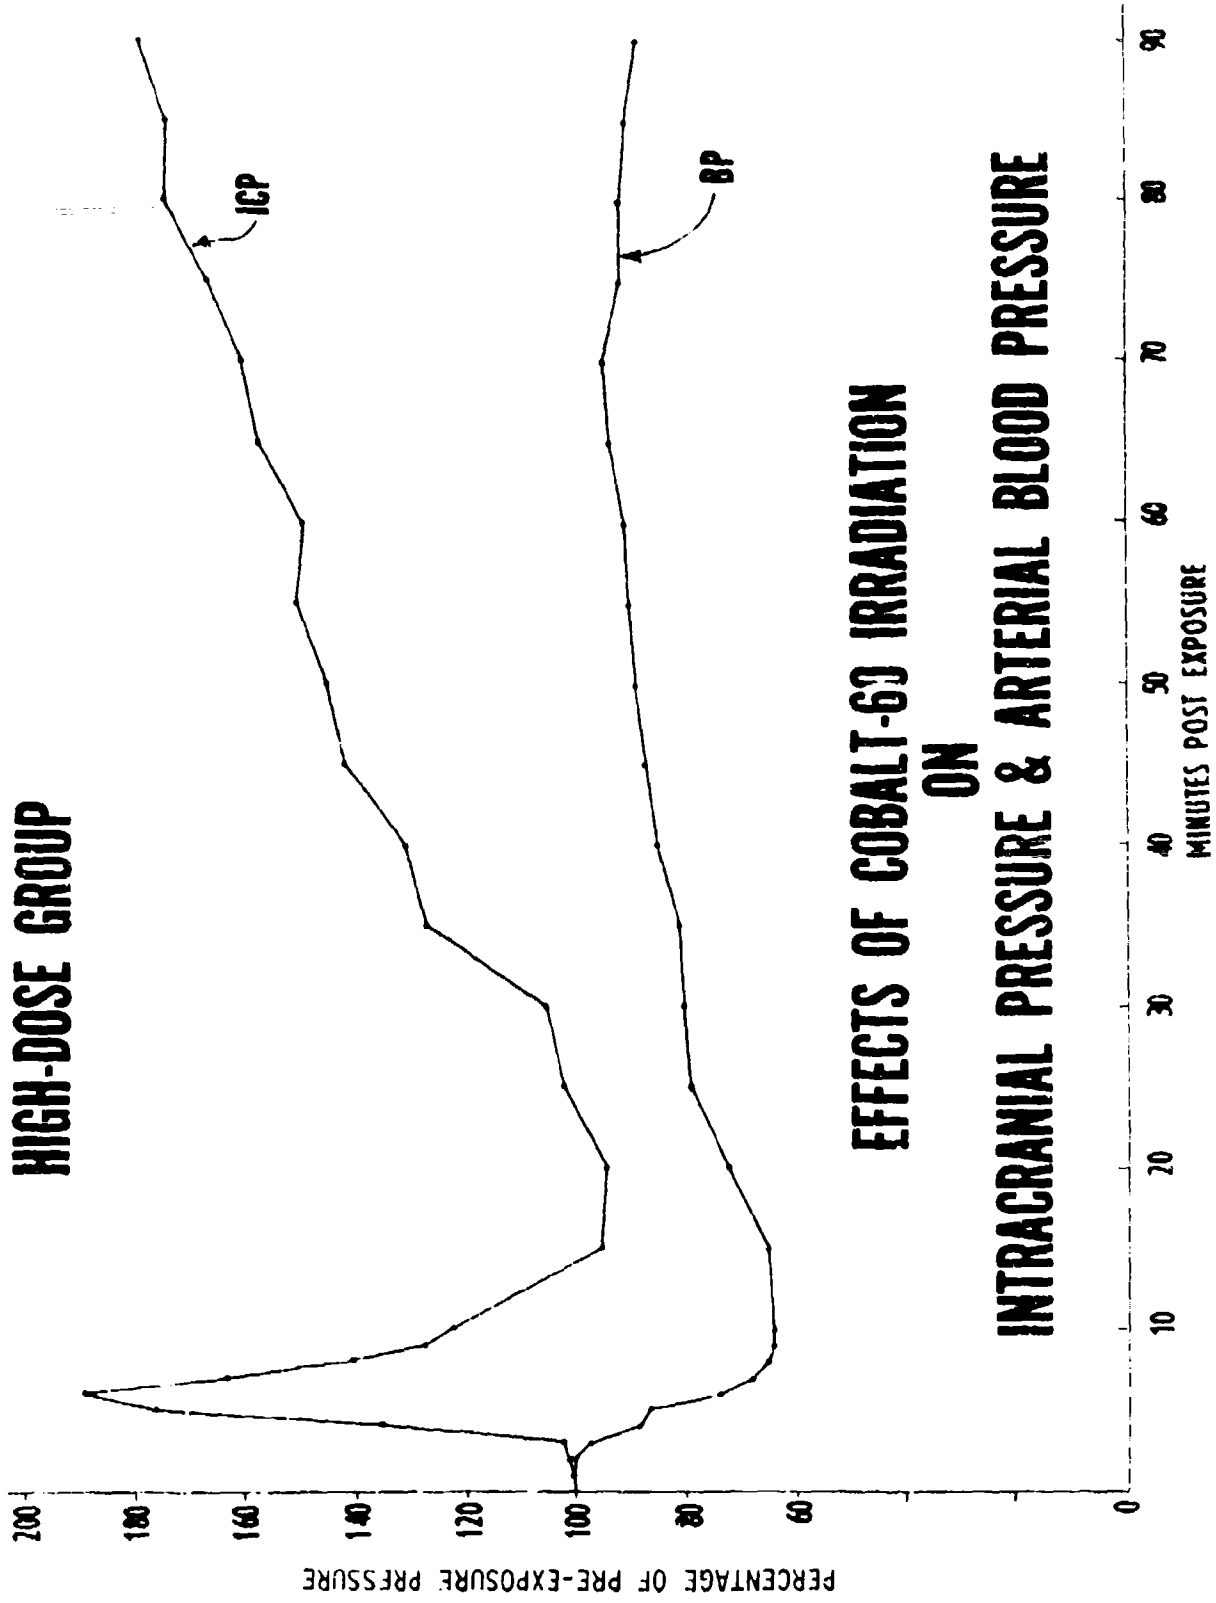 HIGH-DOSE GROUP
200
180
160
140
120
100
80
60
0
PERCENTAGE OF PRE-EXPOSURE PRESSURE
ICP
BP
EFFECTS OF COBALT-60 IRRADIATION
ON
INTRACRANIAL PRESSURE & ARTERIAL BLOOD PRESSURE
10 20 30 40 50 60 70 80 90
MINUTES POST EXPOSURE